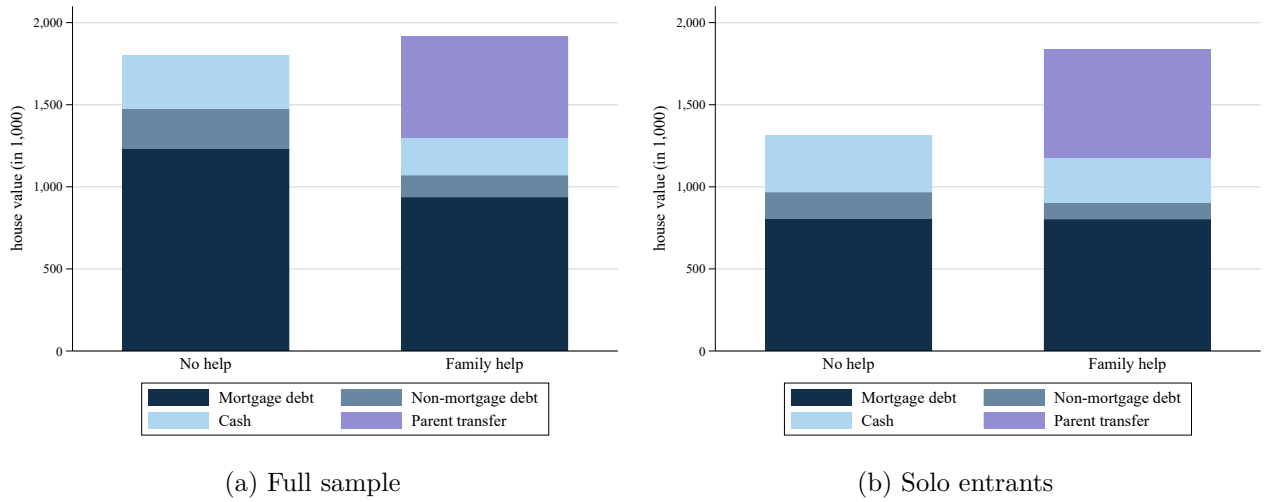 house value (in 1,000)
2,000
1,500
1,000
500
0
No help
Family help
Mortgage debt
Non-mortgage debt
Cash
Parent transfer
(a) Full sample
house value (in 1,000)
2,000
1,500
1,000
500
0
No help
Family help
Mortgage debt
Non-mortgage debt
Cash
Parent transfer
(b) Solo entrants